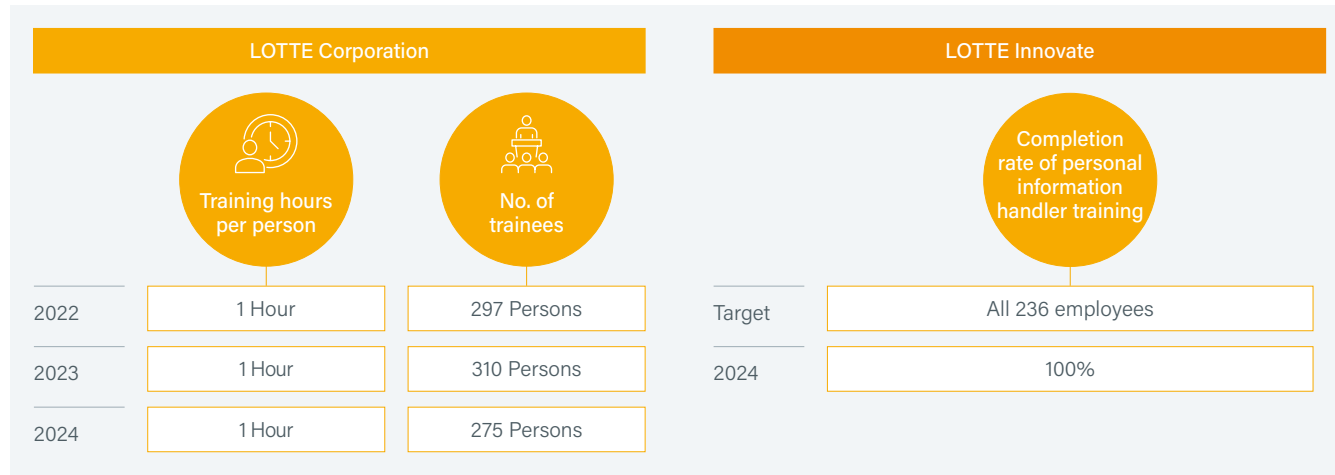 LOTTE Corporation
Training hours
per person
No. of
trainees
2022
1 Hour
297 Persons
2023
1 Hour
310 Persons
2024
1 Hour
275 Persons
LOTTE Innovate
Completion
rate of personal
information
handler training
Target
All 236 employees
2024
100%